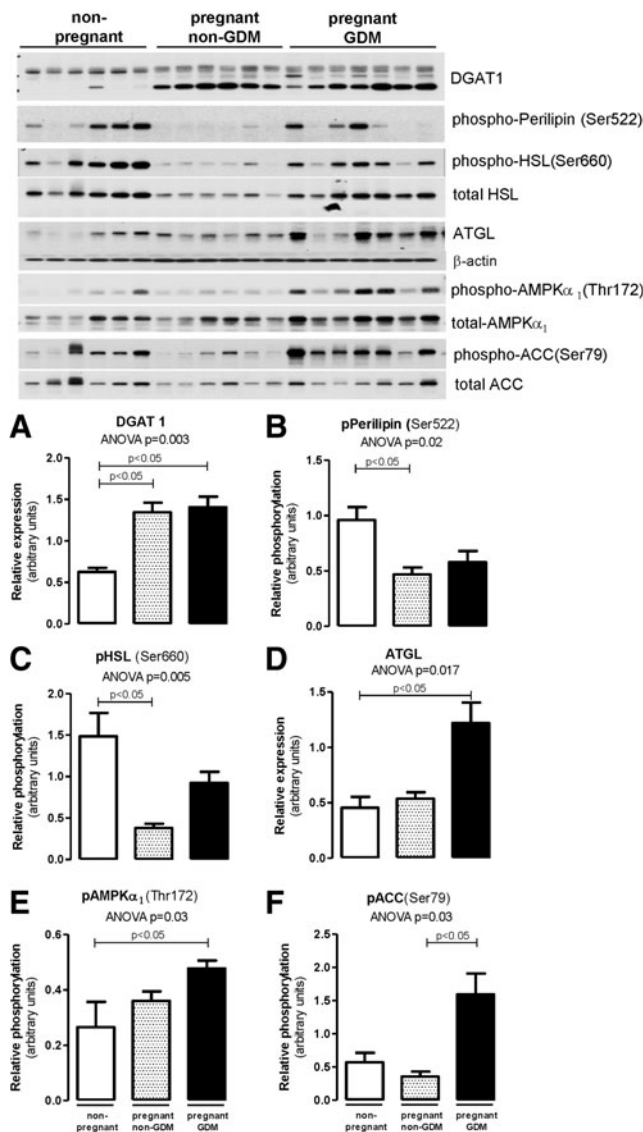 non-
pregnant
pregnant
non-GDM
pregnant
GDM
DGAT1
phospho-Perilipin (Ser522)
phospho-HSL(Ser660)
total HSL
ATGL
β-actin
phospho-AMPKα1(Thr172)
total-AMPKα1
phospho-ACC(Ser79)
total ACC
A
DGAT 1
ANOVA p=0.003
p<0.05
p<0.05
Relative expression
(arbitrary units)
2.0
1.5
1.0
0.5
0.0
B
pPerilipin (Ser522)
ANOVA p=0.02
p<0.05
Relative phosphorylation
(arbitrary units)
1.5
1.0
0.5
0.0
C
pHSL (Ser660)
ANOVA p=0.005
p<0.05
Relative phosphorylation
(arbitrary units)
2.0
1.5
1.0
0.5
0.0
D
ATGL
ANOVA p=0.017
p<0.05
Relative expression
(arbitrary units)
1.5
1.0
0.5
0.0
E
pAMPKα1(Thr172)
ANOVA p=0.03
p<0.05
Relative phosphorylation
(arbitrary units)
0.6
0.4
0.2
0.0
non-
pregnant
pregnant
non-GDM
pregnant
GDM
F
pACC(Ser79)
ANOVA p=0.03
p<0.05
Relative phosphorylation
(arbitrary units)
2.5
2.0
1.5
1.0
0.5
0.0
non-
pregnant
pregnant
non-GDM
pregnant
GDM